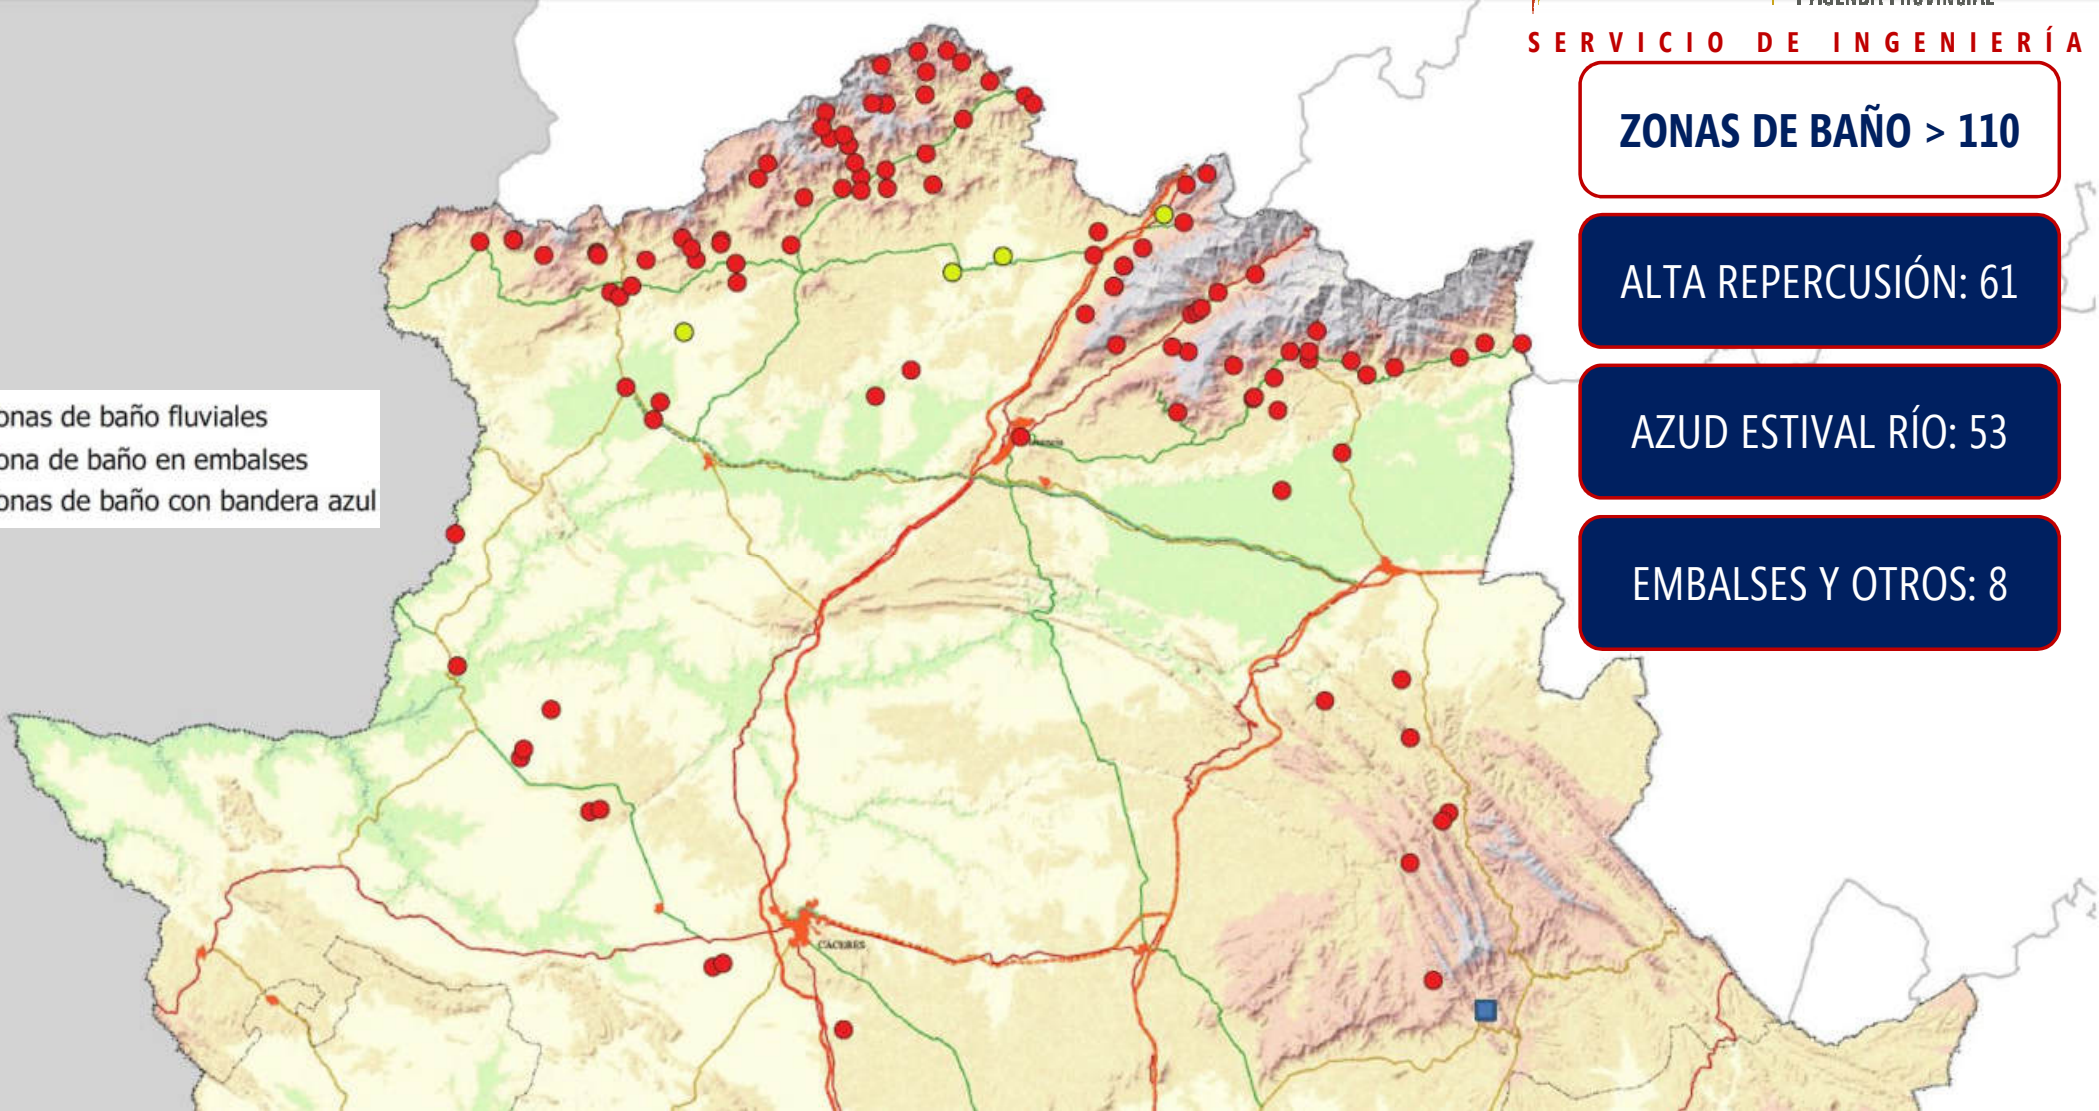 SERVICIO DE INGENIERÍA
ZONAS DE BAÑO > 110
ALTA REPERCUSIÓN: 61
AZUD ESTIVAL RÍO: 53
EMBALSES Y OTROS: 8
onas de baño fluviales
ona de baño en embalses
onas de baño con bandera azul
CÁCERES